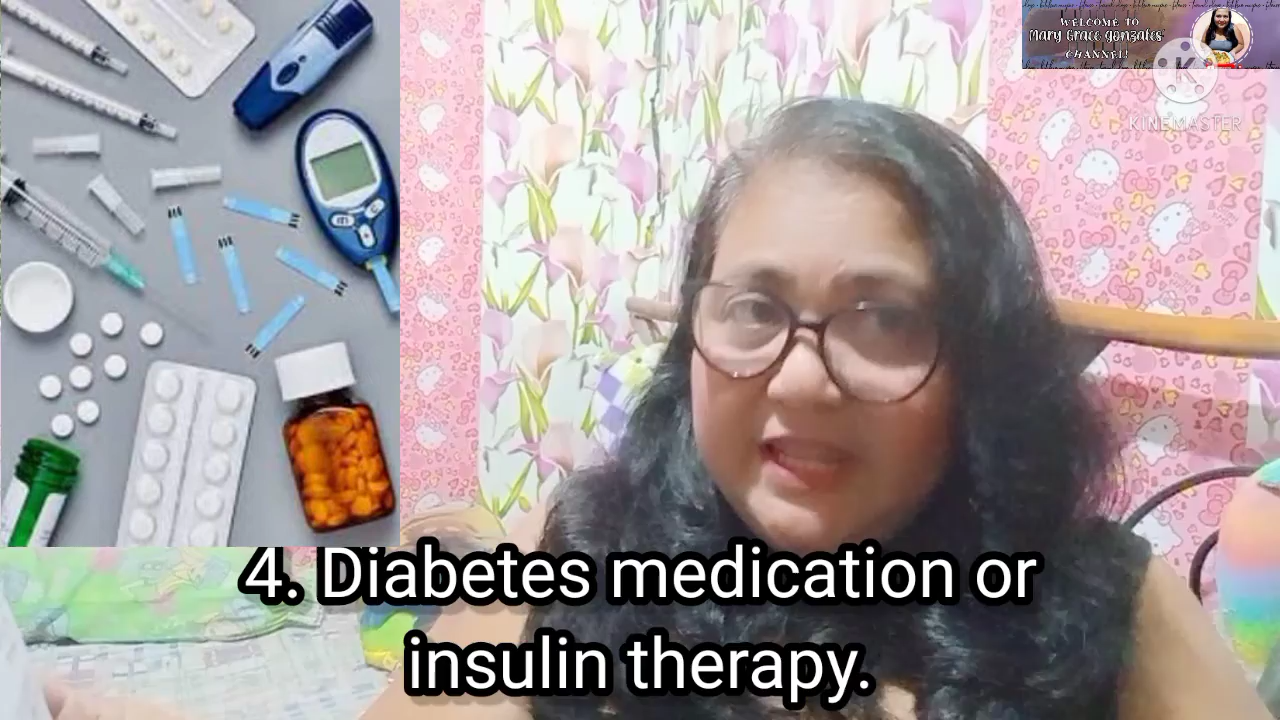 WELCOME TO
Mary Grace Gonzales'
CHANNEL!
KINEMASTER
4. Diabetes medication or
insulin therapy.